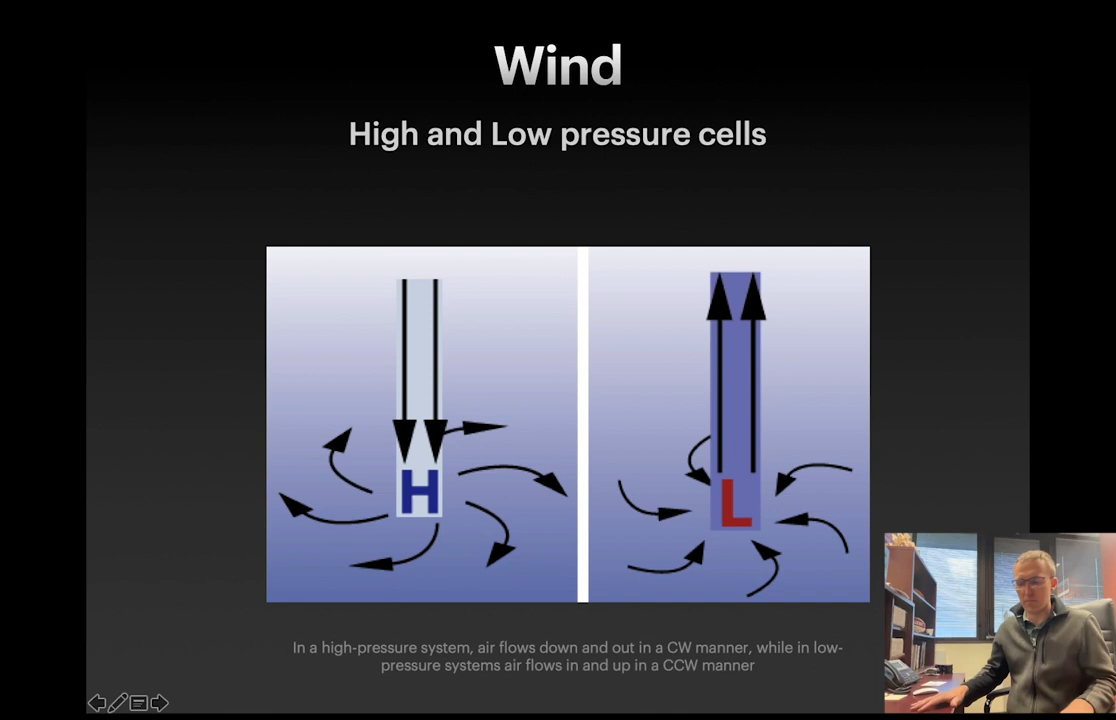 Wind
High and Low pressure cells
H
L
In a high-pressure system, air flows down and out in a CW manner, while in low-
pressure systems air flows in and up in a CCW manner